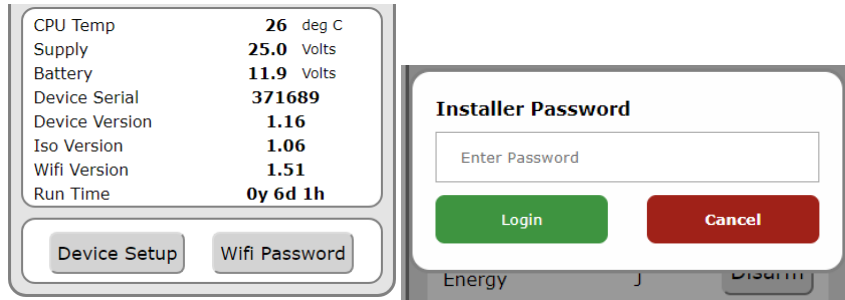 CPU Temp 26 deg C
Supply 25.0 Volts
Battery 11.9 Volts
Device Serial 371689
Device Version 1.16
Iso Version 1.06
Wifi Version 1.51
Run Time 0y 6d 1h
Device Setup Wifi Password
Installer Password
Enter Password
Login Cancel
Energy J Disarm